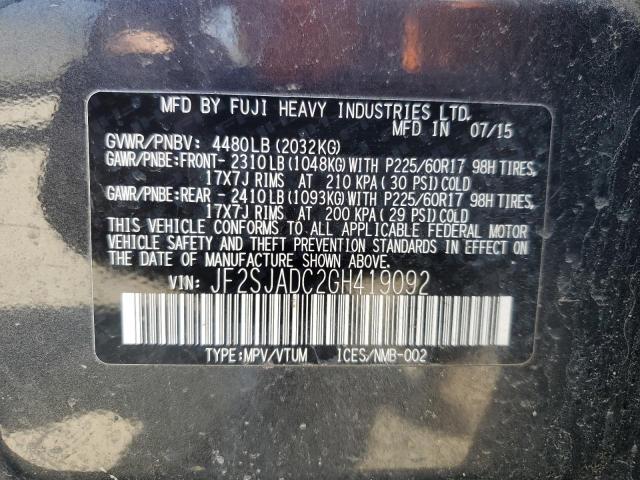 MFD BY FUJI HEAVY INDUSTRIES LTD.
MFD IN 07/15
GVWR/PNBV: 4480LB (2032KG)
GAWR/PNBE:FRONT- 2310LB (1048KG) WITH P225/60R17 98H TIRES,
17X7J RIMS AT 210 KPA ( 30 PSI) COLD
GAWR/PNBE:REAR - 2410LB (1093KG) WITH P225/60R17 98H TIRES,
17X7J RIMS AT 200 KPA ( 29 PSI) COLD
THIS VEHICLE CONFORMS TO ALL APPLICABLE FEDERAL MOTOR
VEHICLE SAFETY AND THEFT PREVENTION STANDARDS IN EFFECT ON
THE DATE OF MANUFACTURE SHOWN ABOVE.
VIN: JF2SJADC2GH419092
TYPE:MPV/VTUM ICES/NMB-002